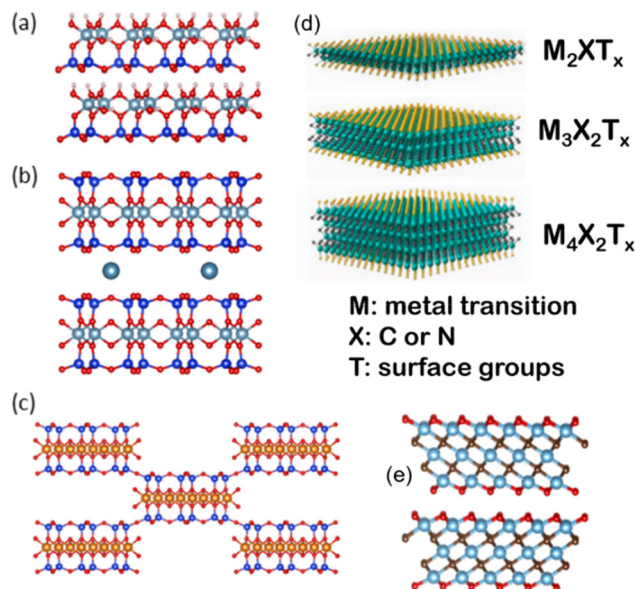 (a)
(b)
(c)
(d)
M₂XTₓ
M₃X₂Tₓ
M₄X₂Tₓ
M: metal transition
X: C or N
T: surface groups
(e)